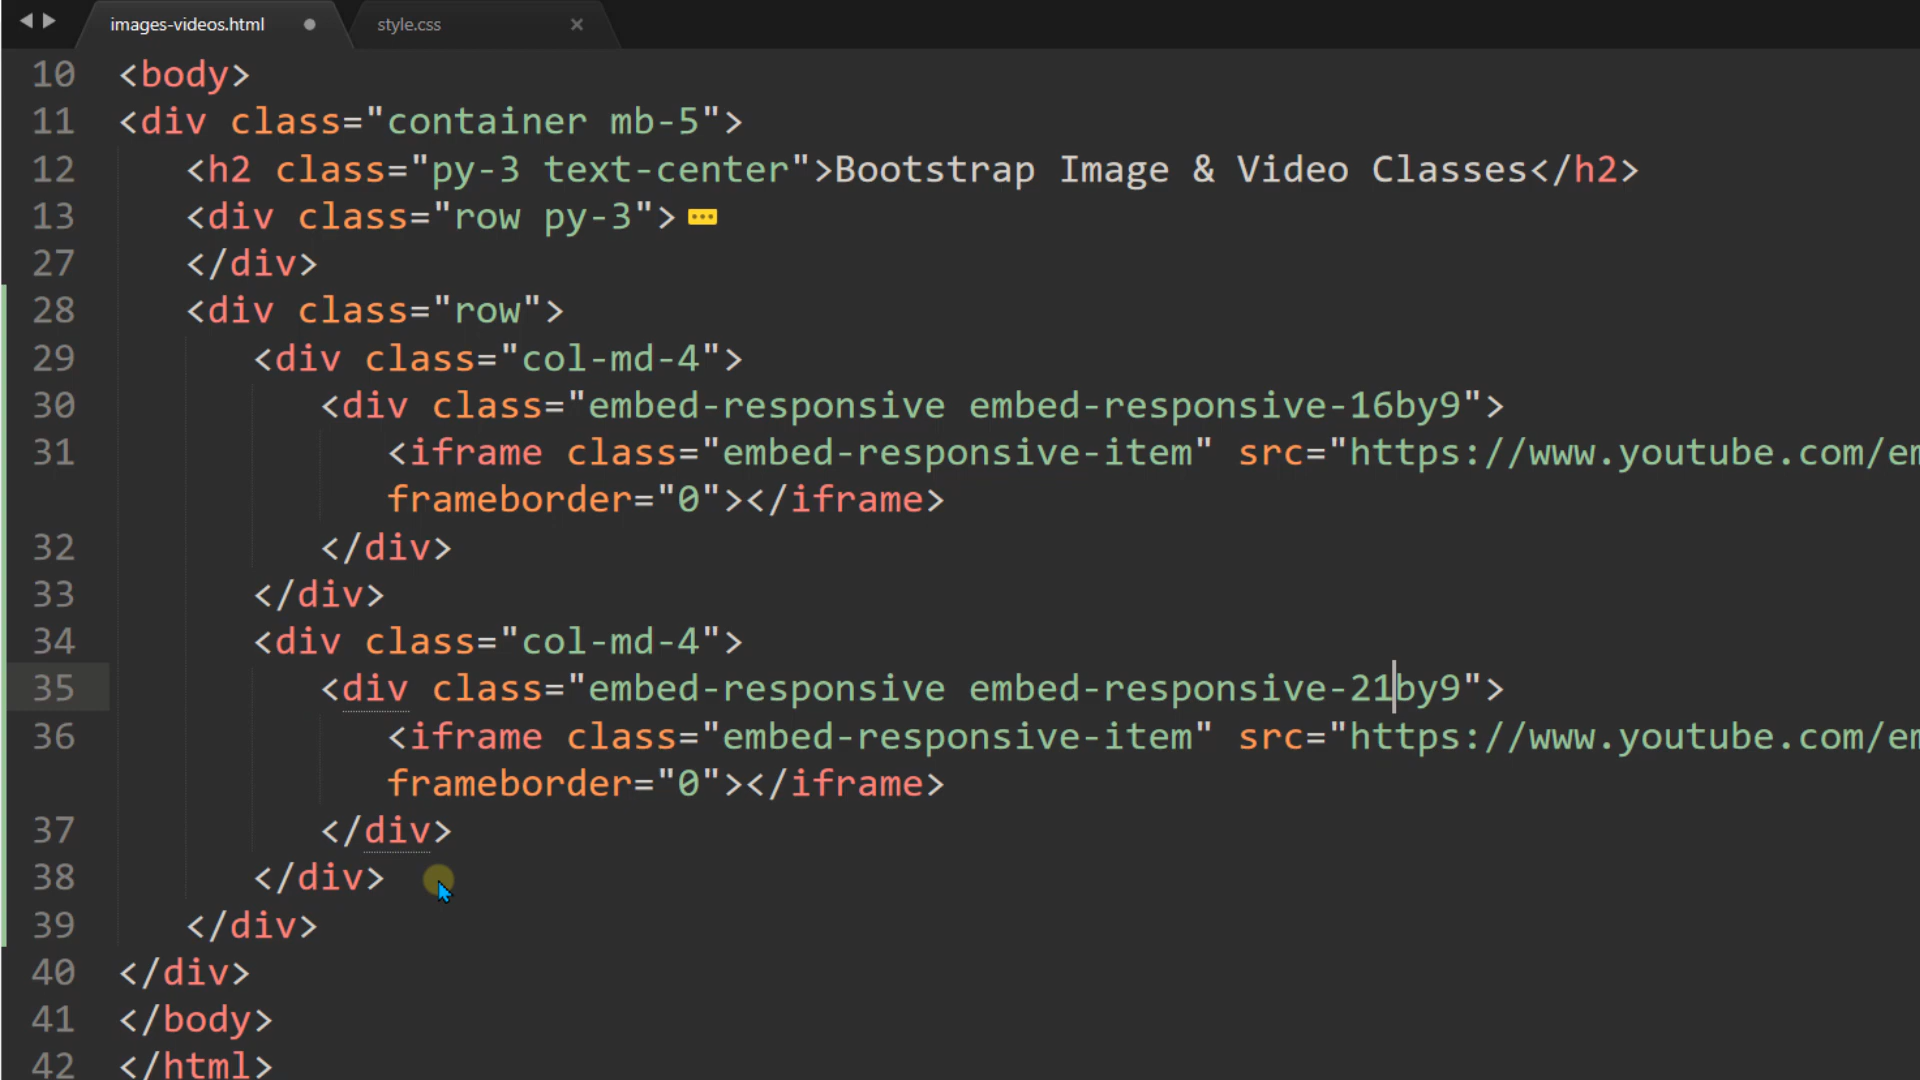 images-videos.html style.css
10 <body>
11 <div class="container mb-5">
12 <h2 class="py-3 text-center">Bootstrap Image & Video Classes</h2>
13 <div class="row py-3">
27 </div>
28 <div class="row">
29 <div class="col-md-4">
30 <div class="embed-responsive embed-responsive-16by9">
31 <iframe class="embed-responsive-item" src="https://www.youtube.com/em
frameborder="0"></iframe>
32 </div>
33 </div>
34 <div class="col-md-4">
35 <div class="embed-responsive embed-responsive-21by9">
36 <iframe class="embed-responsive-item" src="https://www.youtube.com/em
frameborder="0"></iframe>
37 </div>
38 </div>
39 </div>
40 </div>
41 </body>
42 </html>